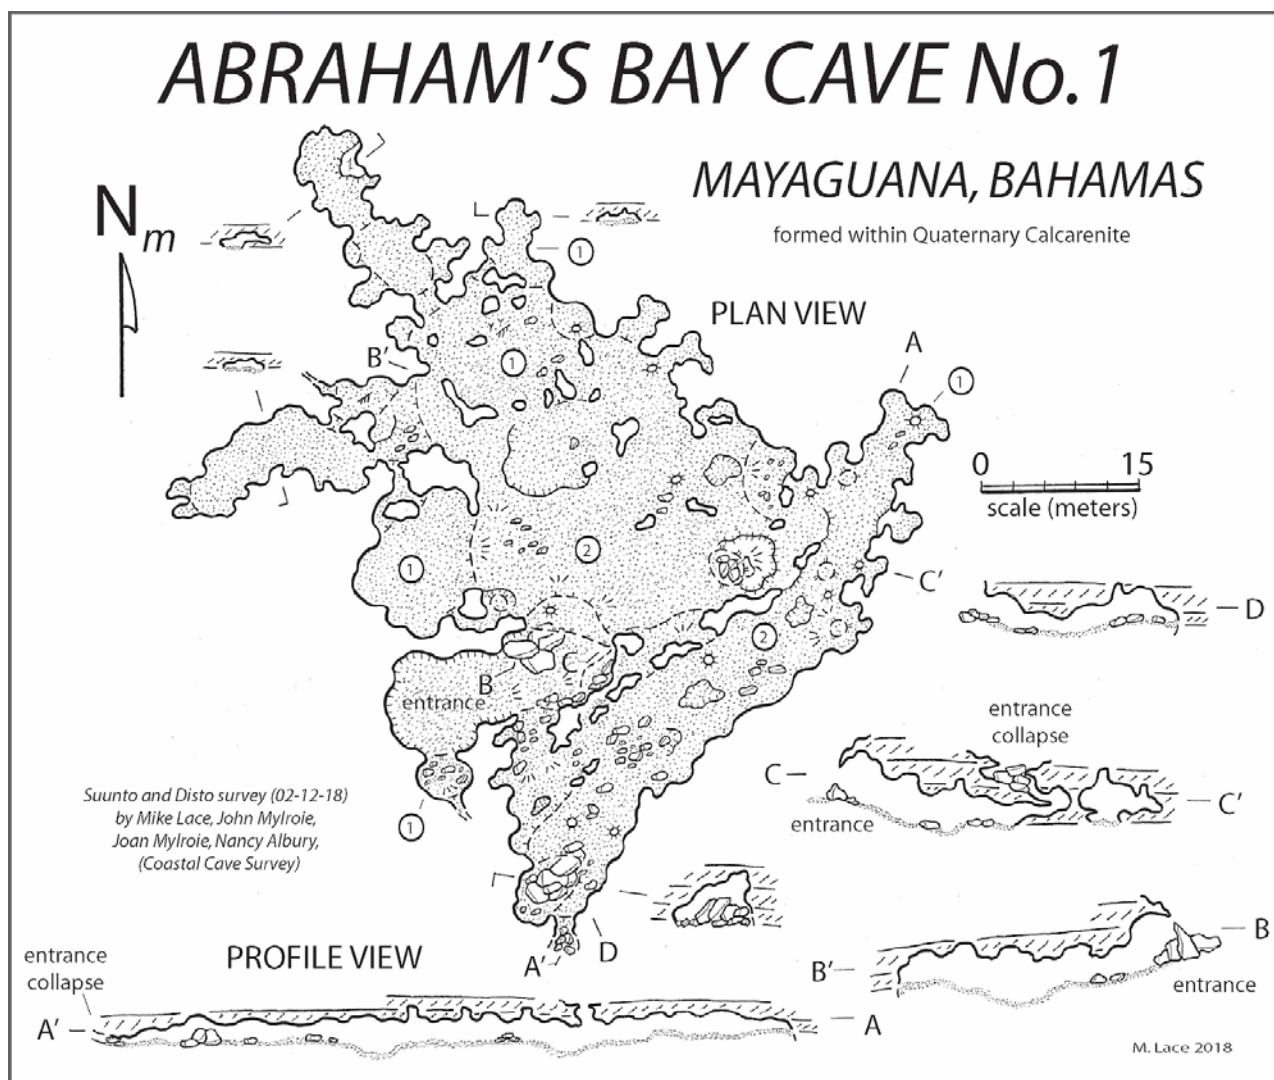 ABRAHAM'S BAY CAVE No.1
MAYAGUANA, BAHAMAS
formed within Quaternary Calcarenite
Nm
PLAN VIEW
1
1
B'
A
1
0 15
scale (meters)
1
2
C'
2
D
C
B
entrance
entrance
collapse
C
C'
entrance
Suunto and Disto survey (02-12-18)
by Mike Lace, John Mylroie,
Joan Mylroie, Nancy Albury,
(Coastal Cave Survey)
1
A'
D
B
B'
entrance
PROFILE VIEW
entrance
collapse
A'
A
M. Lace 2018